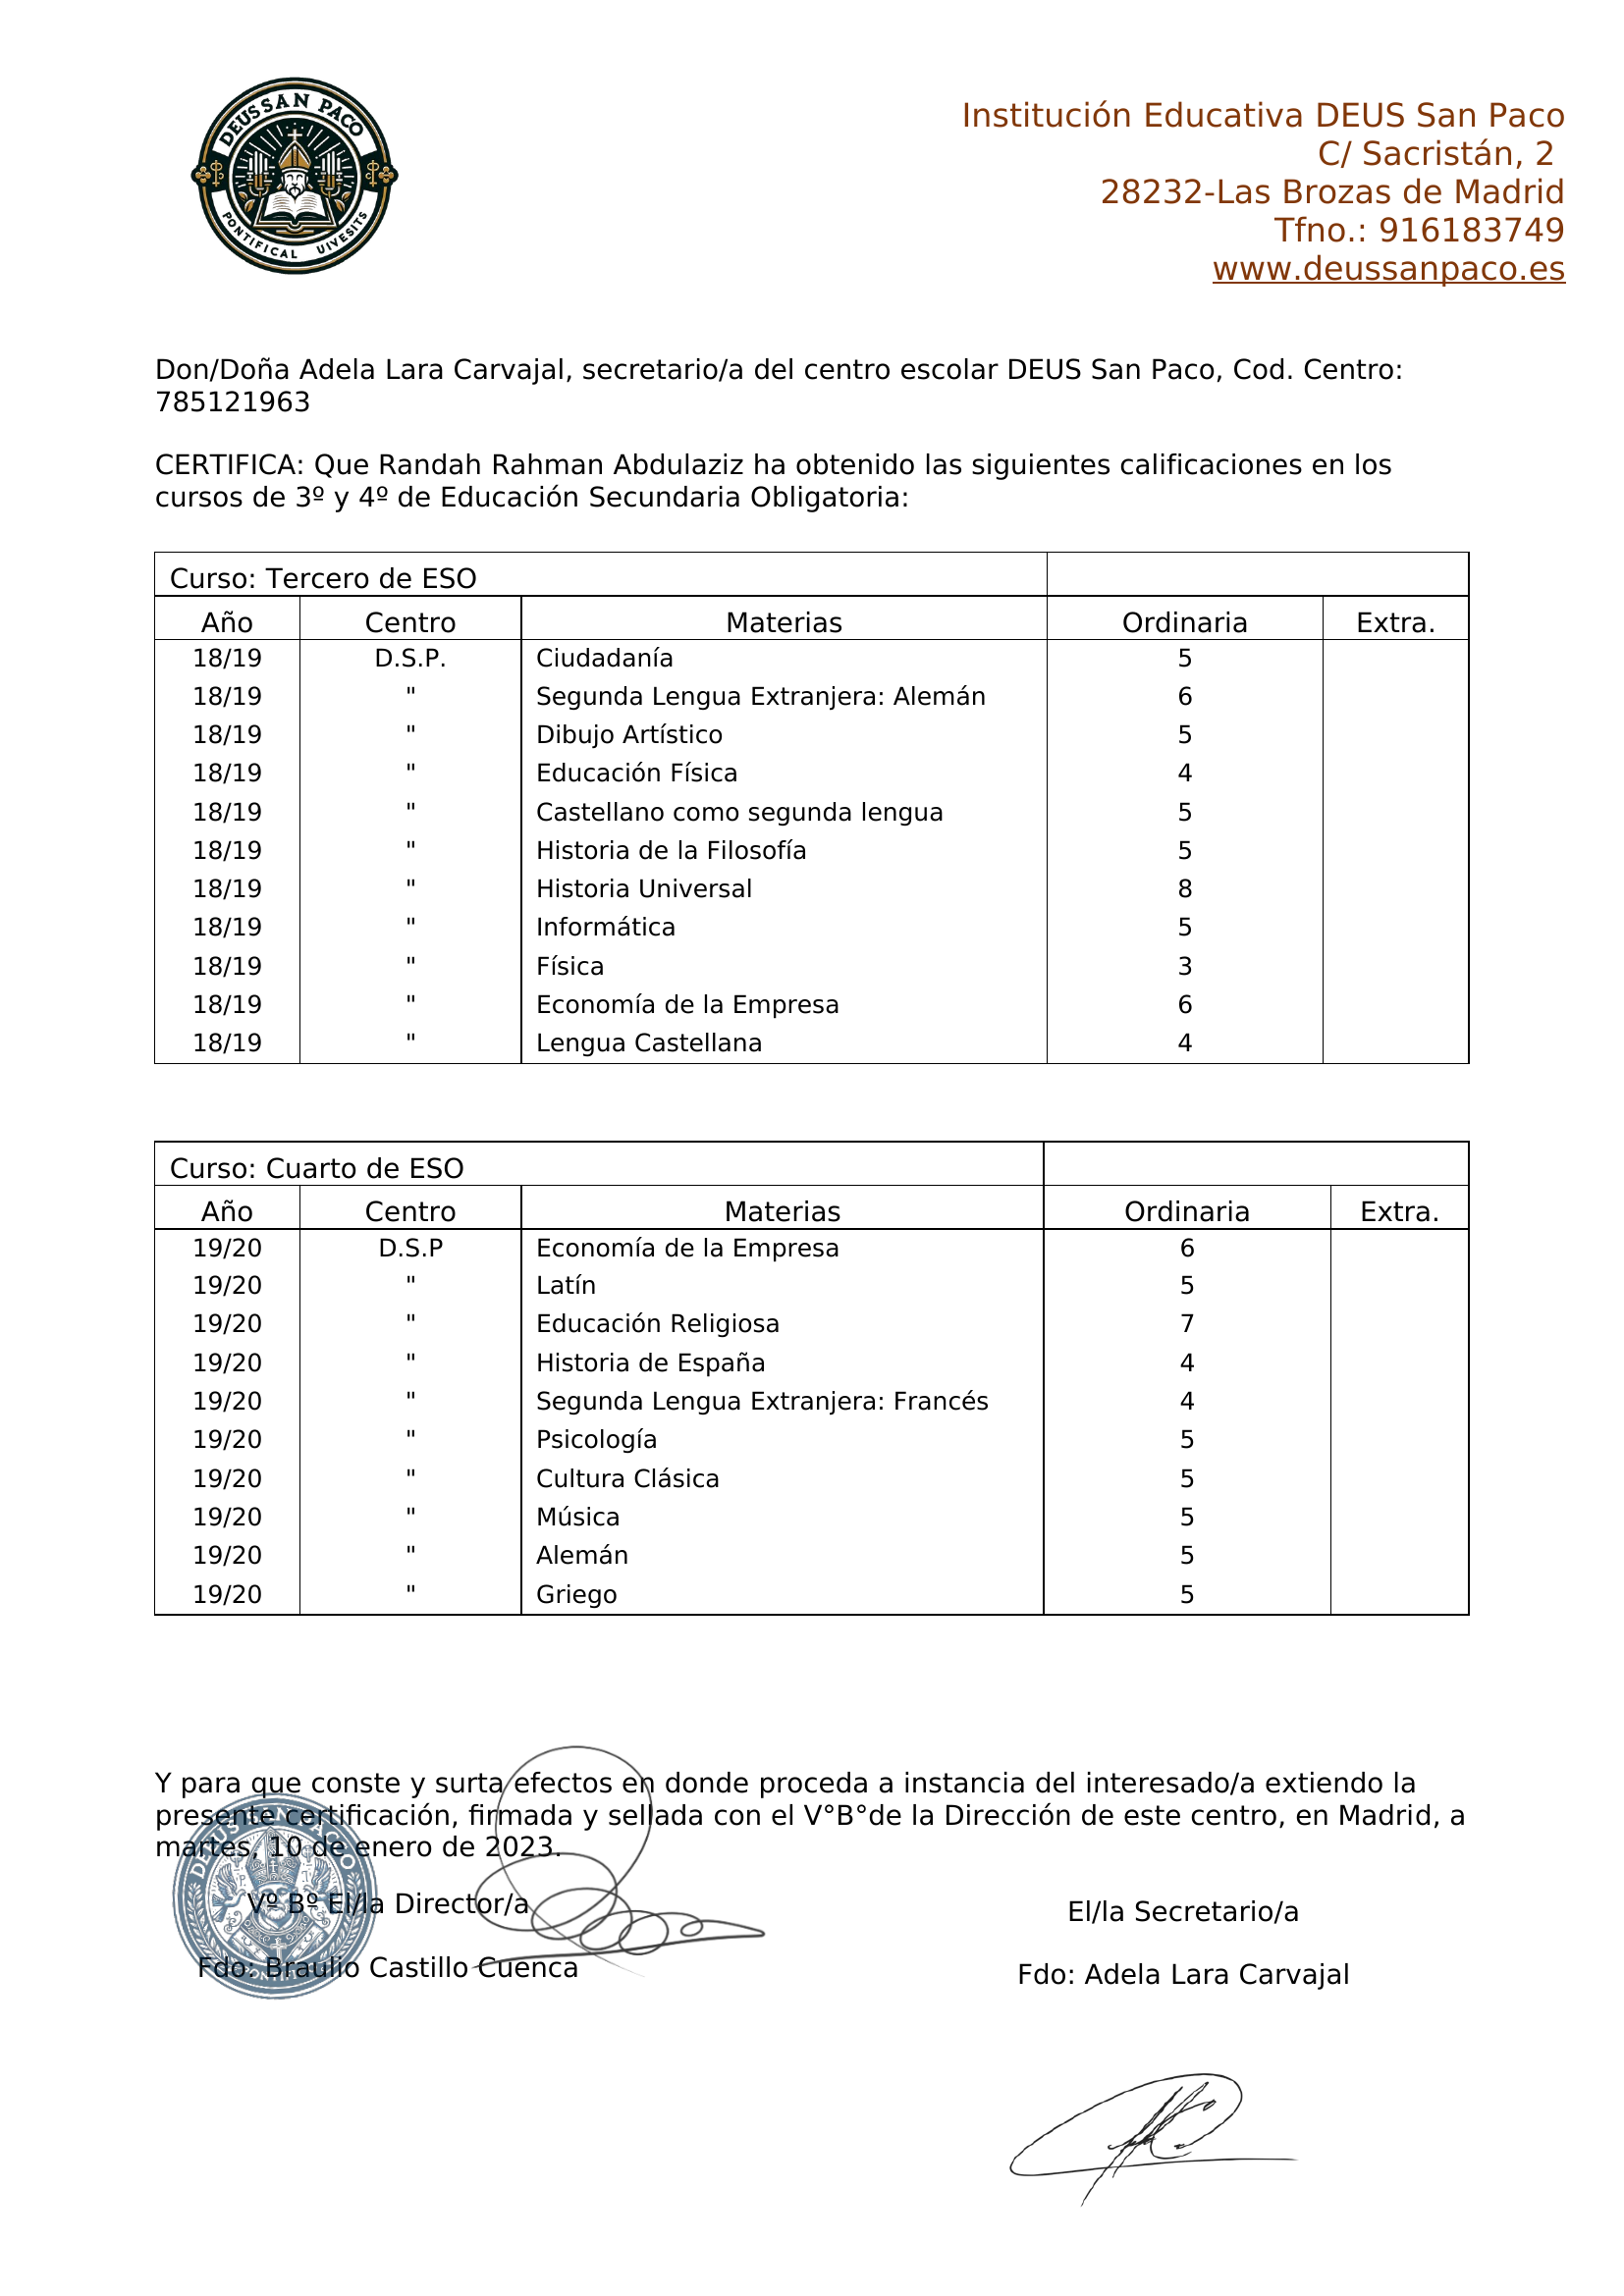 DEUSSAN PACO
PONTIFICAL UIVESITS
Institución Educativa DEUS San Paco
C/ Sacristán, 2
28232-Las Brozas de Madrid
Tfno.: 916183749
www.deussanpaco.es
Don/Doña Adela Lara Carvajal, secretario/a del centro escolar DEUS San Paco, Cod. Centro:
785121963
CERTIFICA: Que Randah Rahman Abdulaziz ha obtenido las siguientes calificaciones en los
cursos de 3º y 4º de Educación Secundaria Obligatoria:
Curso: Tercero de ESO
Año Centro Materias Ordinaria Extra.
18/19 D.S.P. Ciudadanía 5
18/19 " Segunda Lengua Extranjera: Alemán 6
18/19 " Dibujo Artístico 5
18/19 " Educación Física 4
18/19 " Castellano como segunda lengua 5
18/19 " Historia de la Filosofía 5
18/19 " Historia Universal 8
18/19 " Informática 5
18/19 " Física 3
18/19 " Economía de la Empresa 6
18/19 " Lengua Castellana 4
Curso: Cuarto de ESO
Año Centro Materias Ordinaria Extra.
19/20 D.S.P Economía de la Empresa 6
19/20 " Latín 5
19/20 " Educación Religiosa 7
19/20 " Historia de España 4
19/20 " Segunda Lengua Extranjera: Francés 4
19/20 " Psicología 5
19/20 " Cultura Clásica 5
19/20 " Música 5
19/20 " Alemán 5
19/20 " Griego 5
Y para que conste y surta efectos en donde proceda a instancia del interesado/a extiendo la
presente certificación, firmada y sellada con el V°B°de la Dirección de este centro, en Madrid, a
martes, 10 de enero de 2023.
Vº Bº El/la Director/a El/la Secretario/a
Fdo: Braulio Castillo Cuenca Fdo: Adela Lara Carvajal